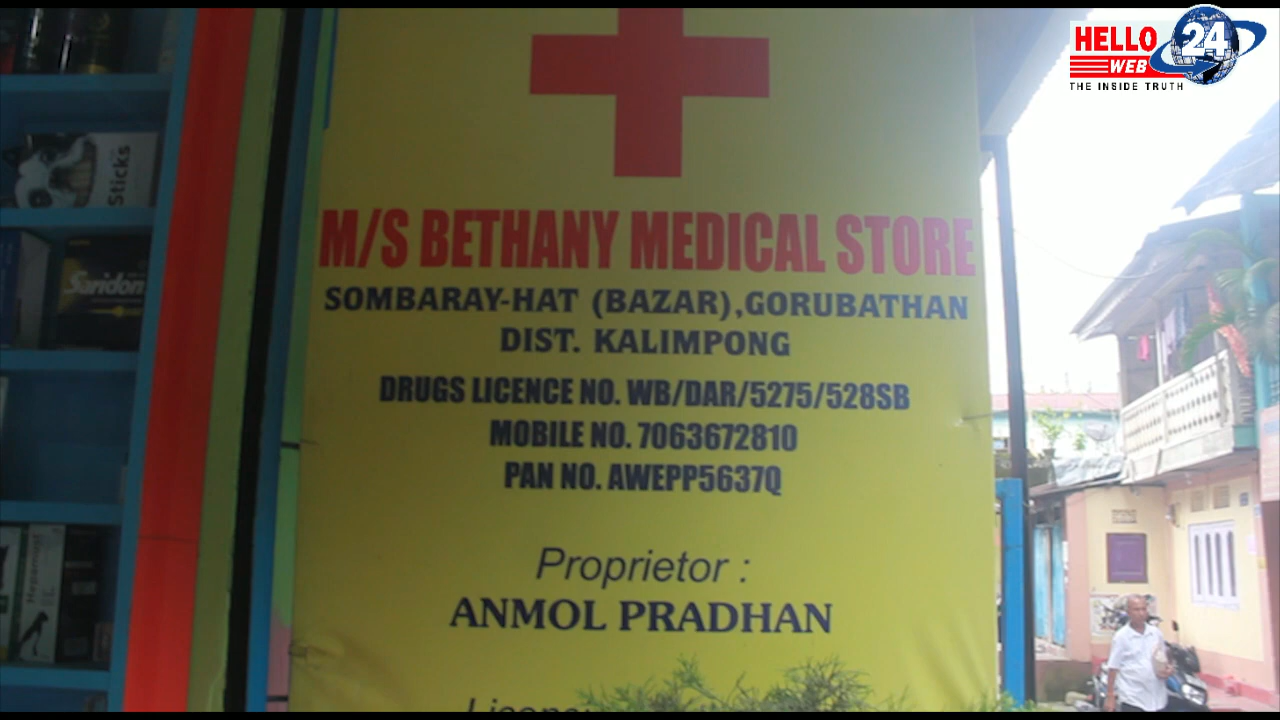 HELLO 24
WEB
THE INSIDE TRUTH
Sticks
Saridon
M/S BETHANY MEDICAL STORE
SOMBARAY-HAT (BAZAR),GORUBATHAN
DIST. KALIMPONG
DRUGS LICENCE NO. WB/DAR/5275/528SB
MOBILE NO. 7063672810
PAN NO. AWEPP5637Q
Proprietor :
ANMOL PRADHAN